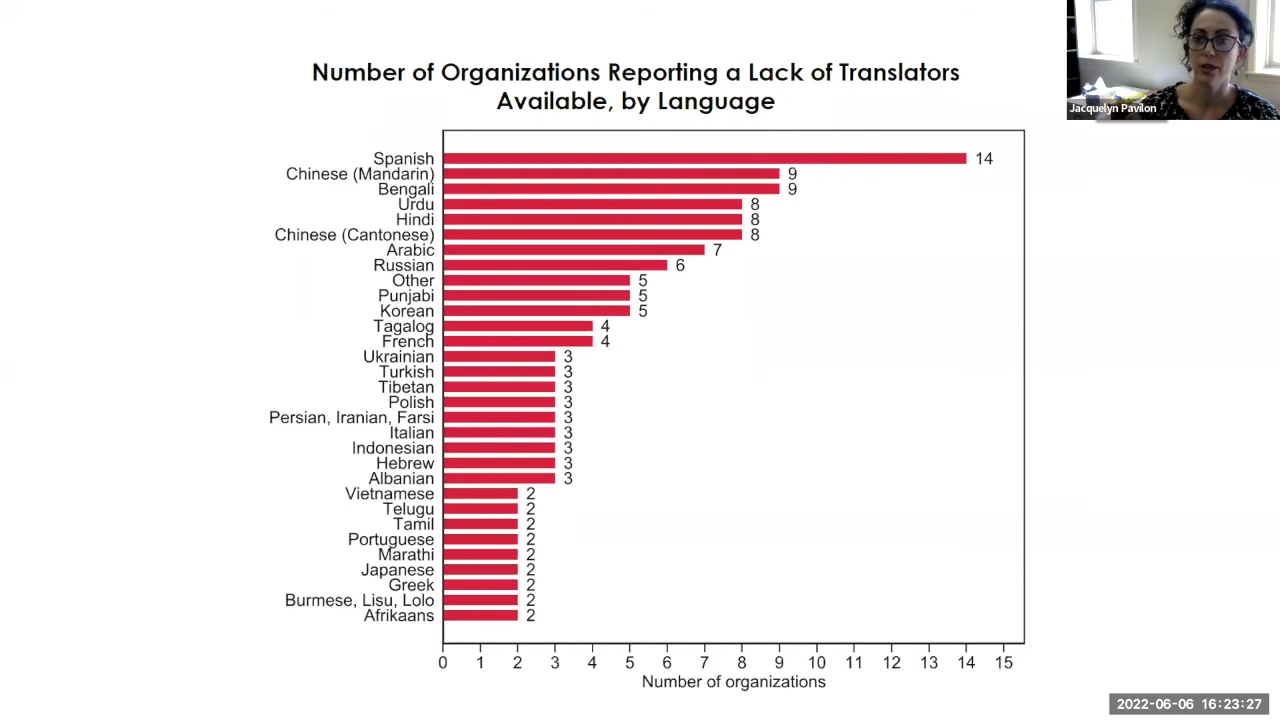 Jacquelyn Pavilon
Number of Organizations Reporting a Lack of Translators
Available, by Language
Spanish 14
Chinese (Mandarin) 9
Bengali 9
Urdu 8
Hindi 8
Chinese (Cantonese) 8
Arabic 7
Russian 6
Other 5
Punjabi 5
Korean 5
Tagalog 4
French 4
Ukrainian 3
Turkish 3
Tibetan 3
Polish 3
Persian, Iranian, Farsi 3
Italian 3
Indonesian 3
Hebrew 3
Albanian 3
Vietnamese 2
Telugu 2
Tamil 2
Portuguese 2
Marathi 2
Japanese 2
Greek 2
Burmese, Lisu, Lolo 2
Afrikaans 2
0 1 2 3 4 5 6 7 8 9 10 11 12 13 14 15
Number of organizations
2022-06-06 16:23:27